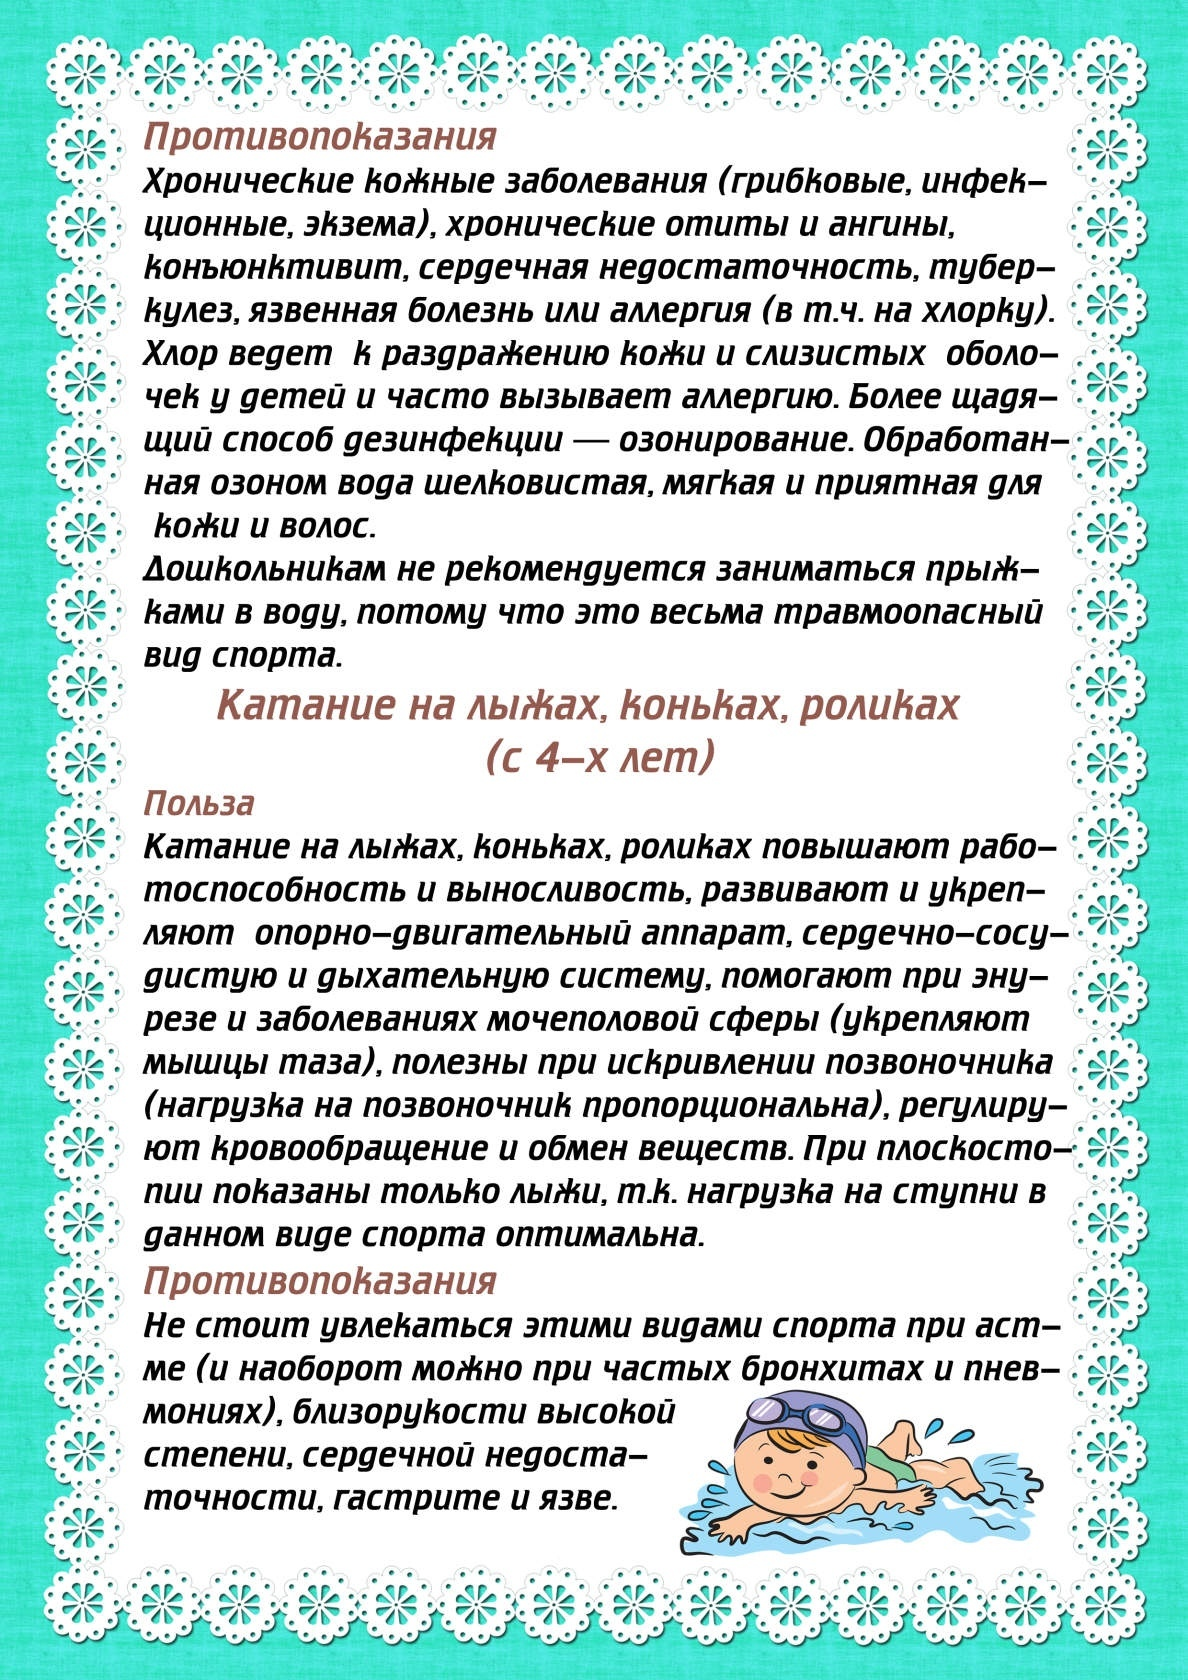 Противопоказания
Хронические кожные заболевания (грибковые, инфек-
ционные, экзема), хронические отиты и ангины,
конъюнктивит, сердечная недостаточность, тубер-
кулез, язвенная болезнь или аллергия (в т.ч. на хлорку).
Хлор ведет к раздражению кожи и слизистых оболо-
чек у детей и часто вызывает аллергию. Более щадя-
щий способ дезинфекции — озонирование. Обработан-
ная озоном вода шелковистая, мягкая и приятная для
кожи и волос.
Дошкольникам не рекомендуется заниматься прыж-
ками в воду, потому что это весьма травмоопасный
вид спорта.
Катание на лыжах, коньках, роликах
(с 4-х лет)
Польза
Катание на лыжах, коньках, роликах повышают рабо-
тоспособность и выносливость, развивают и укреп-
ляют опорно-двигательный аппарат, сердечно-сосу-
дистую и дыхательную систему, помогают при эну-
резе и заболеваниях мочеполовой сферы (укрепляют
мышцы таза), полезны при искривлении позвоночника
(нагрузка на позвоночник пропорциональна), регулиру-
ют кровообращение и обмен веществ. При плоскосто-
пии показаны только лыжи, т.к. нагрузка на ступни в
данном виде спорта оптимальна.
Противопоказания
Не стоит увлекаться этими видами спорта при аст-
ме (и наоборот можно при частых бронхитах и пнев-
мониях), близорукости высокой
степени, сердечной недоста-
точности, гастрите и язве.